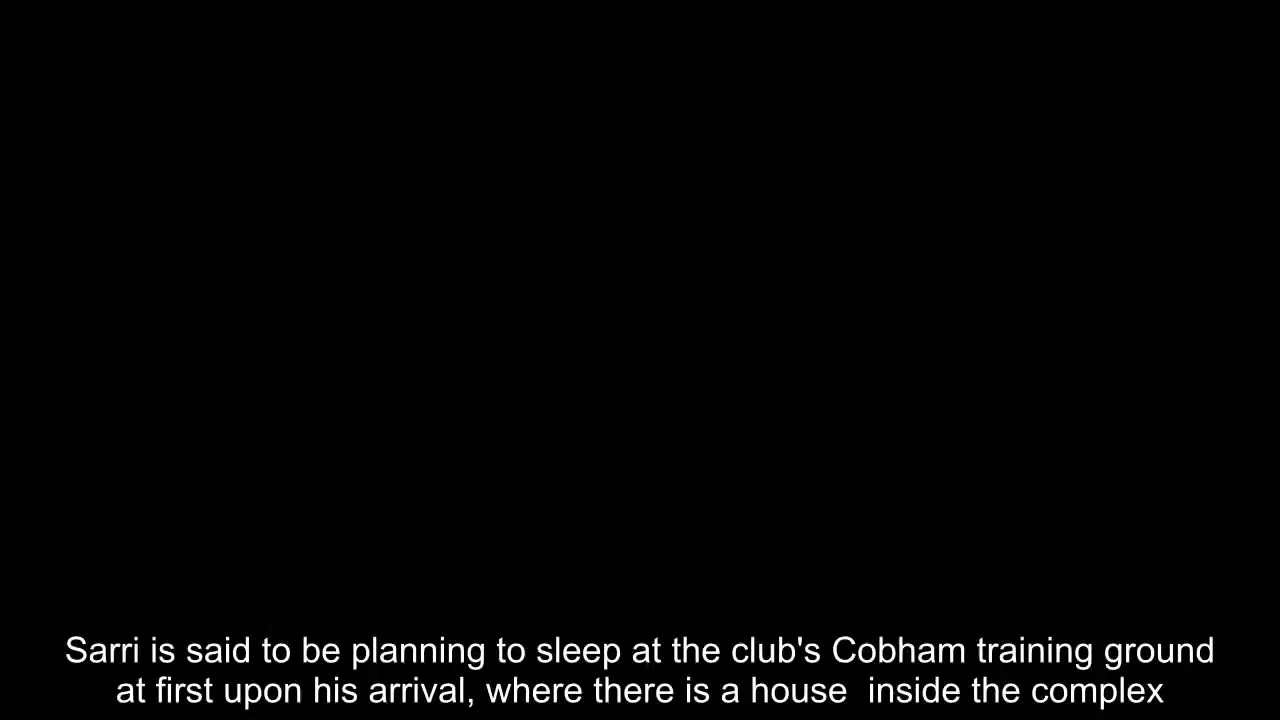 Sarri is said to be planning to sleep at the club's Cobham training ground
at first upon his arrival, where there is a house  inside the complex